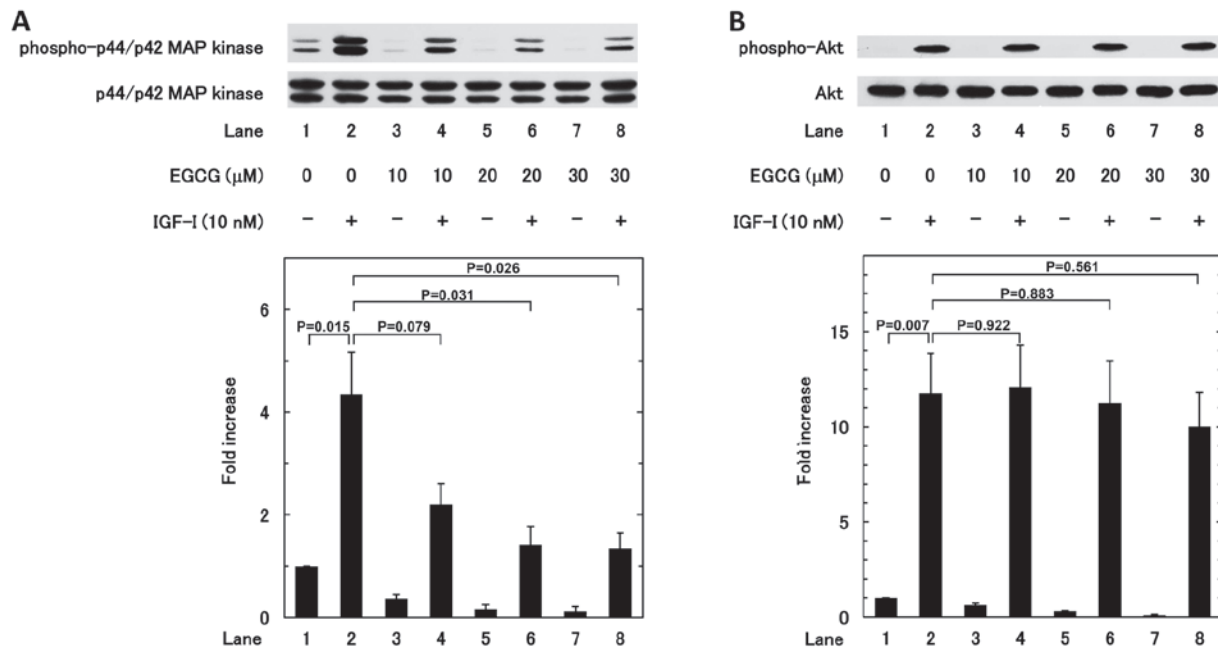 A
phospho-p44/p42 MAP kinase
p44/p42 MAP kinase
Lane 1 2 3 4 5 6 7 8
EGCG (μM) 0 0 10 10 20 20 30 30
IGF-I (10 nM) − + − + − + − +
P=0.026
P=0.031
P=0.015 P=0.079
Fold increase
6
4
2
0
Lane 1 2 3 4 5 6 7 8
B
phospho-Akt
Akt
Lane 1 2 3 4 5 6 7 8
EGCG (μM) 0 0 10 10 20 20 30 30
IGF-I (10 nM) − + − + − + − +
P=0.561
P=0.883
P=0.007 P=0.922
Fold increase
15
10
5
0
Lane 1 2 3 4 5 6 7 8